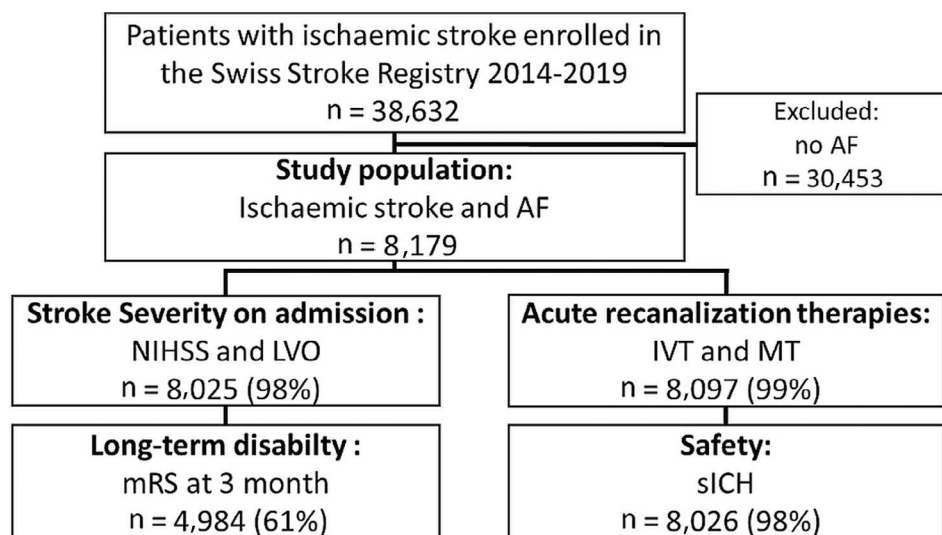 Patients with ischaemic stroke enrolled in
the Swiss Stroke Registry 2014-2019
n = 38,632
Excluded:
no AF
n = 30,453
Study population:
Ischaemic stroke and AF
n = 8,179
Stroke Severity on admission :
NIHSS and LVO
n = 8,025 (98%)
Acute recanalization therapies:
IVT and MT
n = 8,097 (99%)
Long-term disabilty :
mRS at 3 month
n = 4,984 (61%)
Safety:
sICH
n = 8,026 (98%)